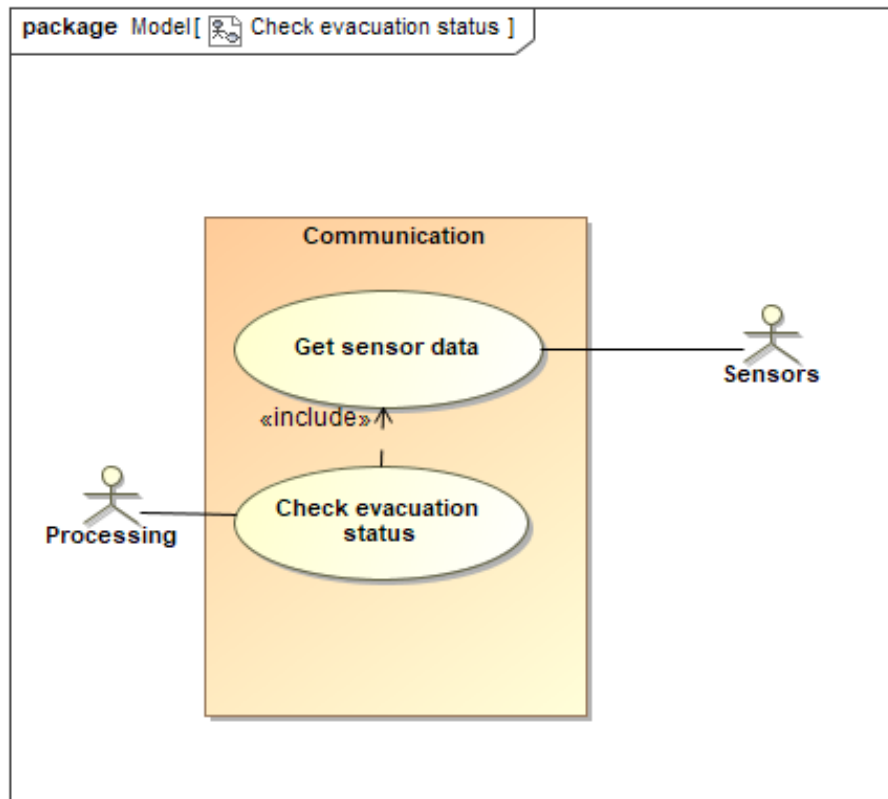 package Model[ Check evacuation status ]
Communication
Get sensor data
Sensors
«include»
Check evacuation
status
Processing